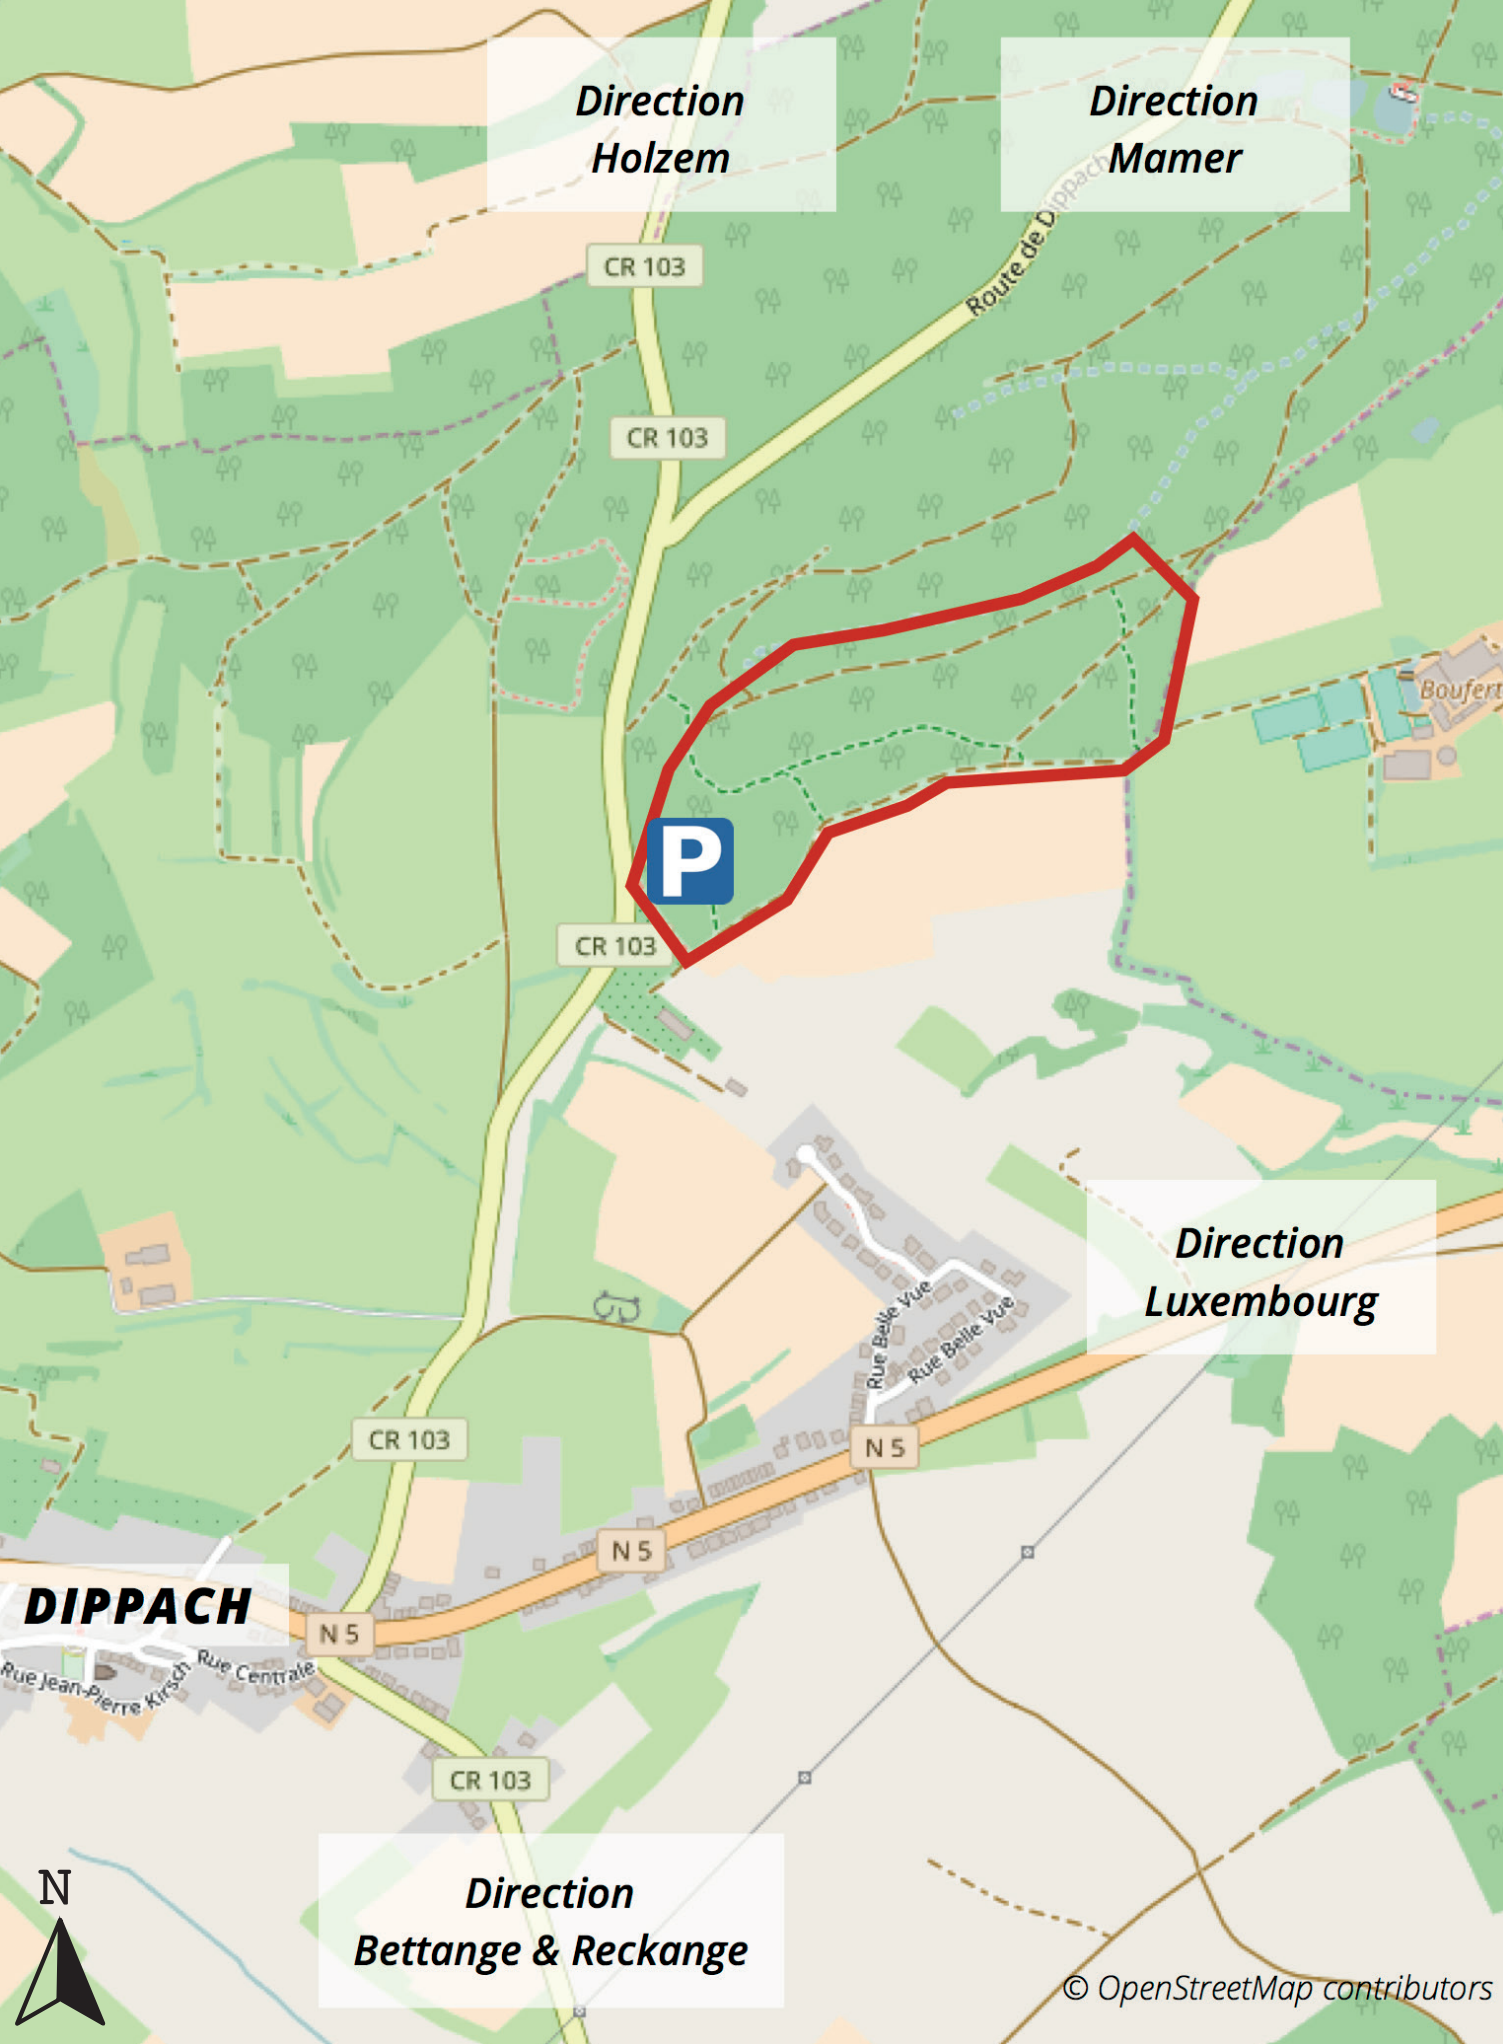 Direction
Holzem
Direction
Mamer
Route de Dippach
CR 103
CR 103
P
Boufert
CR 103
Direction
Luxembourg
Rue Belle Vue
Rue Belle Vue
CR 103
N 5
N 5
DIPPACH
N 5
Rue Centrale
Rue Jean-Pierre Kirsch
CR 103
N
Direction
Bettange & Reckange
© OpenStreetMap contributors